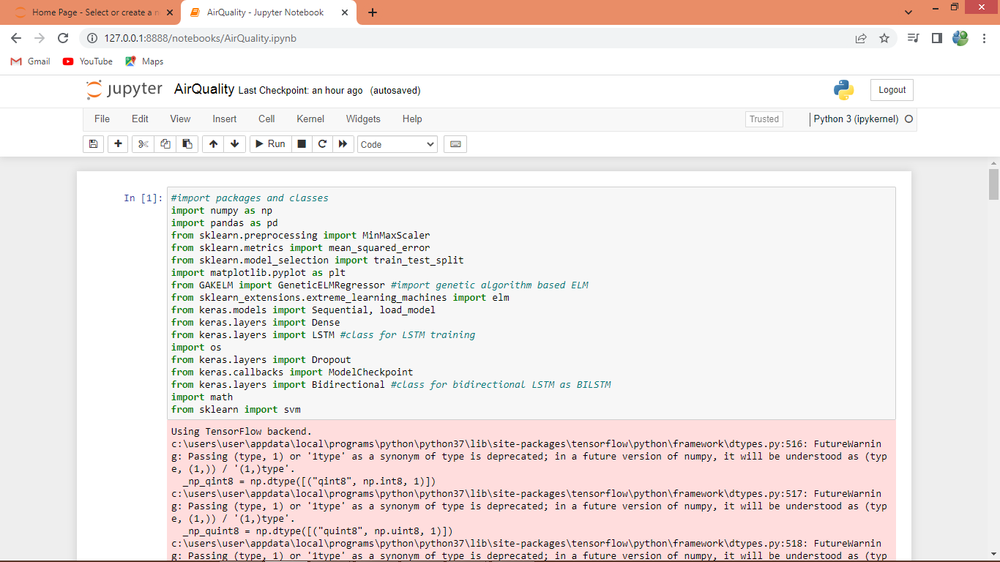 Home Page - Select or create a n
AirQuality - Jupyter Notebook
127.0.0.1:8888/notebooks/AirQuality.ipynb
Gmail YouTube Maps
jupyter AirQuality Last Checkpoint: an hour ago (autosaved)
Logout
File Edit View Insert Cell Kernel Widgets Help
Trusted Python 3 (ipykernel)
Run Code
In [1]: #import packages and classes
import numpy as np
import pandas as pd
from sklearn.preprocessing import MinMaxScaler
from sklearn.metrics import mean_squared_error
from sklearn.model_selection import train_test_split
import matplotlib.pyplot as plt
from GAKELM import GeneticELMRegressor #import genetic algorithm based ELM
from sklearn_extensions.extreme_learning_machines import elm
from keras.models import Sequential, load_model
from keras.layers import Dense
from keras.layers import LSTM #class for LSTM training
import os
from keras.layers import Dropout
from keras.callbacks import ModelCheckpoint
from keras.layers import Bidirectional #class for bidirectional LSTM as BILSTM
import math
from sklearn import svm
Using TensorFlow backend.
c:\users\user\appdata\local\programs\python\python37\lib\site-packages\tensorflow\python\framework\dtypes.py:516: FutureWarnin
g: Passing (type, 1) or '1type' as a synonym of type is deprecated; in a future version of numpy, it will be understood as (typ
e, (1,)) / '(1,)type'.
_np_qint8 = np.dtype([("qint8", np.int8, 1)])
c:\users\user\appdata\local\programs\python\python37\lib\site-packages\tensorflow\python\framework\dtypes.py:517: FutureWarnin
g: Passing (type, 1) or '1type' as a synonym of type is deprecated; in a future version of numpy, it will be understood as (typ
e, (1,)) / '(1,)type'.
_np_quint8 = np.dtype([("quint8", np.uint8, 1)])
c:\users\user\appdata\local\programs\python\python37\lib\site-packages\tensorflow\python\framework\dtypes.py:518: FutureWarnin
g: Passing (type, 1) or '1type' as a synonym of type is deprecated; in a future version of numpy, it will be understood as (typ